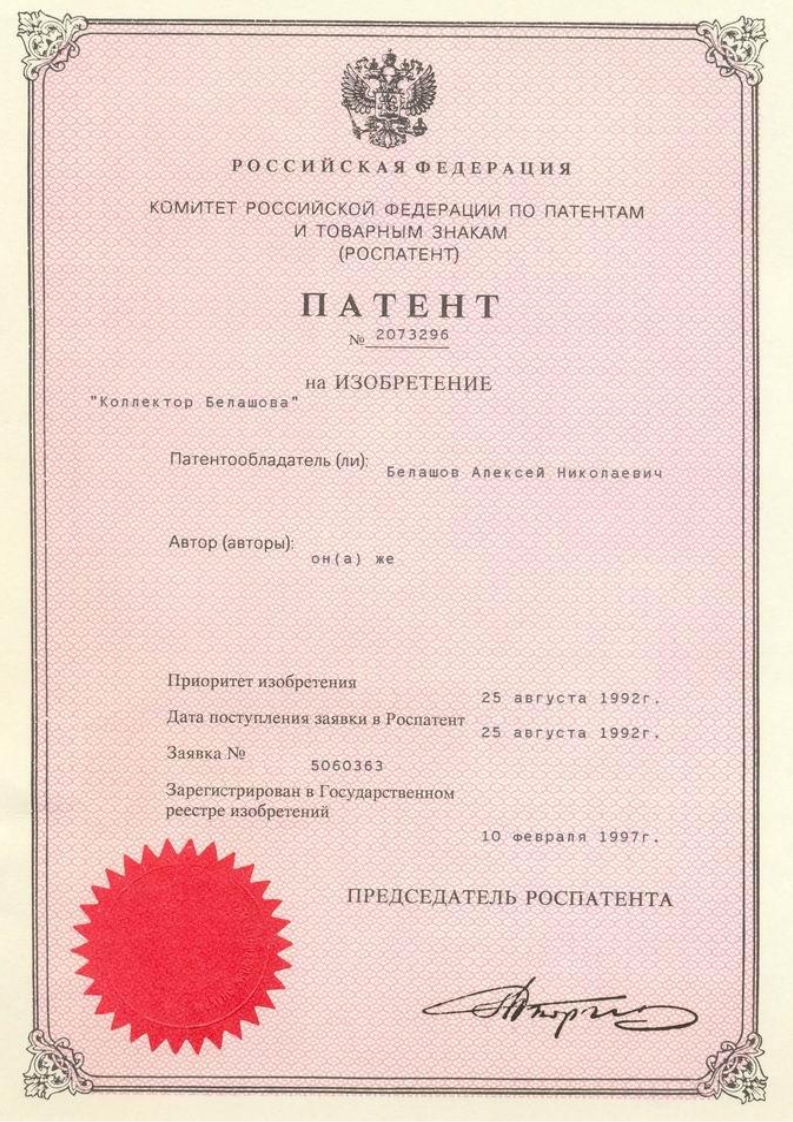 РОССИЙСКАЯ ФЕДЕРАЦИЯ
КОМИТЕТ РОССИЙСКОЙ ФЕДЕРАЦИИ ПО ПАТЕНТАМ
И ТОВАРНЫМ ЗНАКАМ
(РОСПАТЕНТ)
ПАТЕНТ
№ 2073296
на ИЗОБРЕТЕНИЕ
"Коллектор Белашова"
Патентообладатель (ли):
Белашов Алексей Николаевич
Автор (авторы):
он(а) же
Приоритет изобретения
25 августа 1992г.
Дата поступления заявки в Роспатент
25 августа 1992г.
Заявка №
5060363
Зарегистрирован в Государственном
реестре изобретений
10 февраля 1997г.
ПРЕДСЕДАТЕЛЬ РОСПАТЕНТА